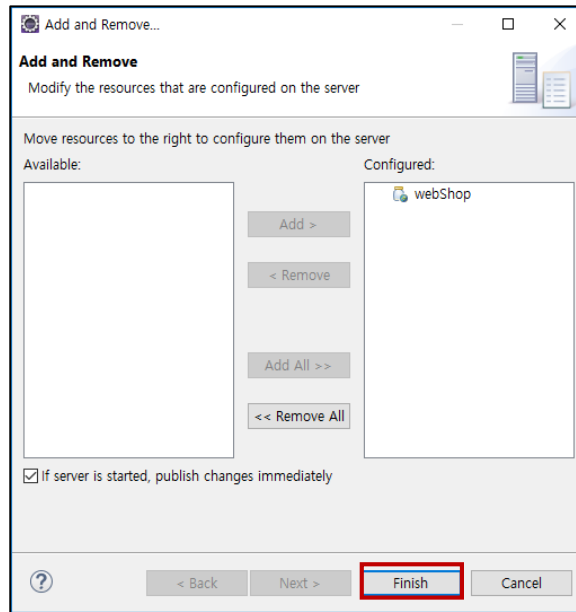 Add and Remove...
Add and Remove
Modify the resources that are configured on the server
Move resources to the right to configure them on the server
Available:
Configured:
webShop
Add >
< Remove
Add All >>
<< Remove All
If server is started, publish changes immediately
?
< Back
Next >
Finish
Cancel